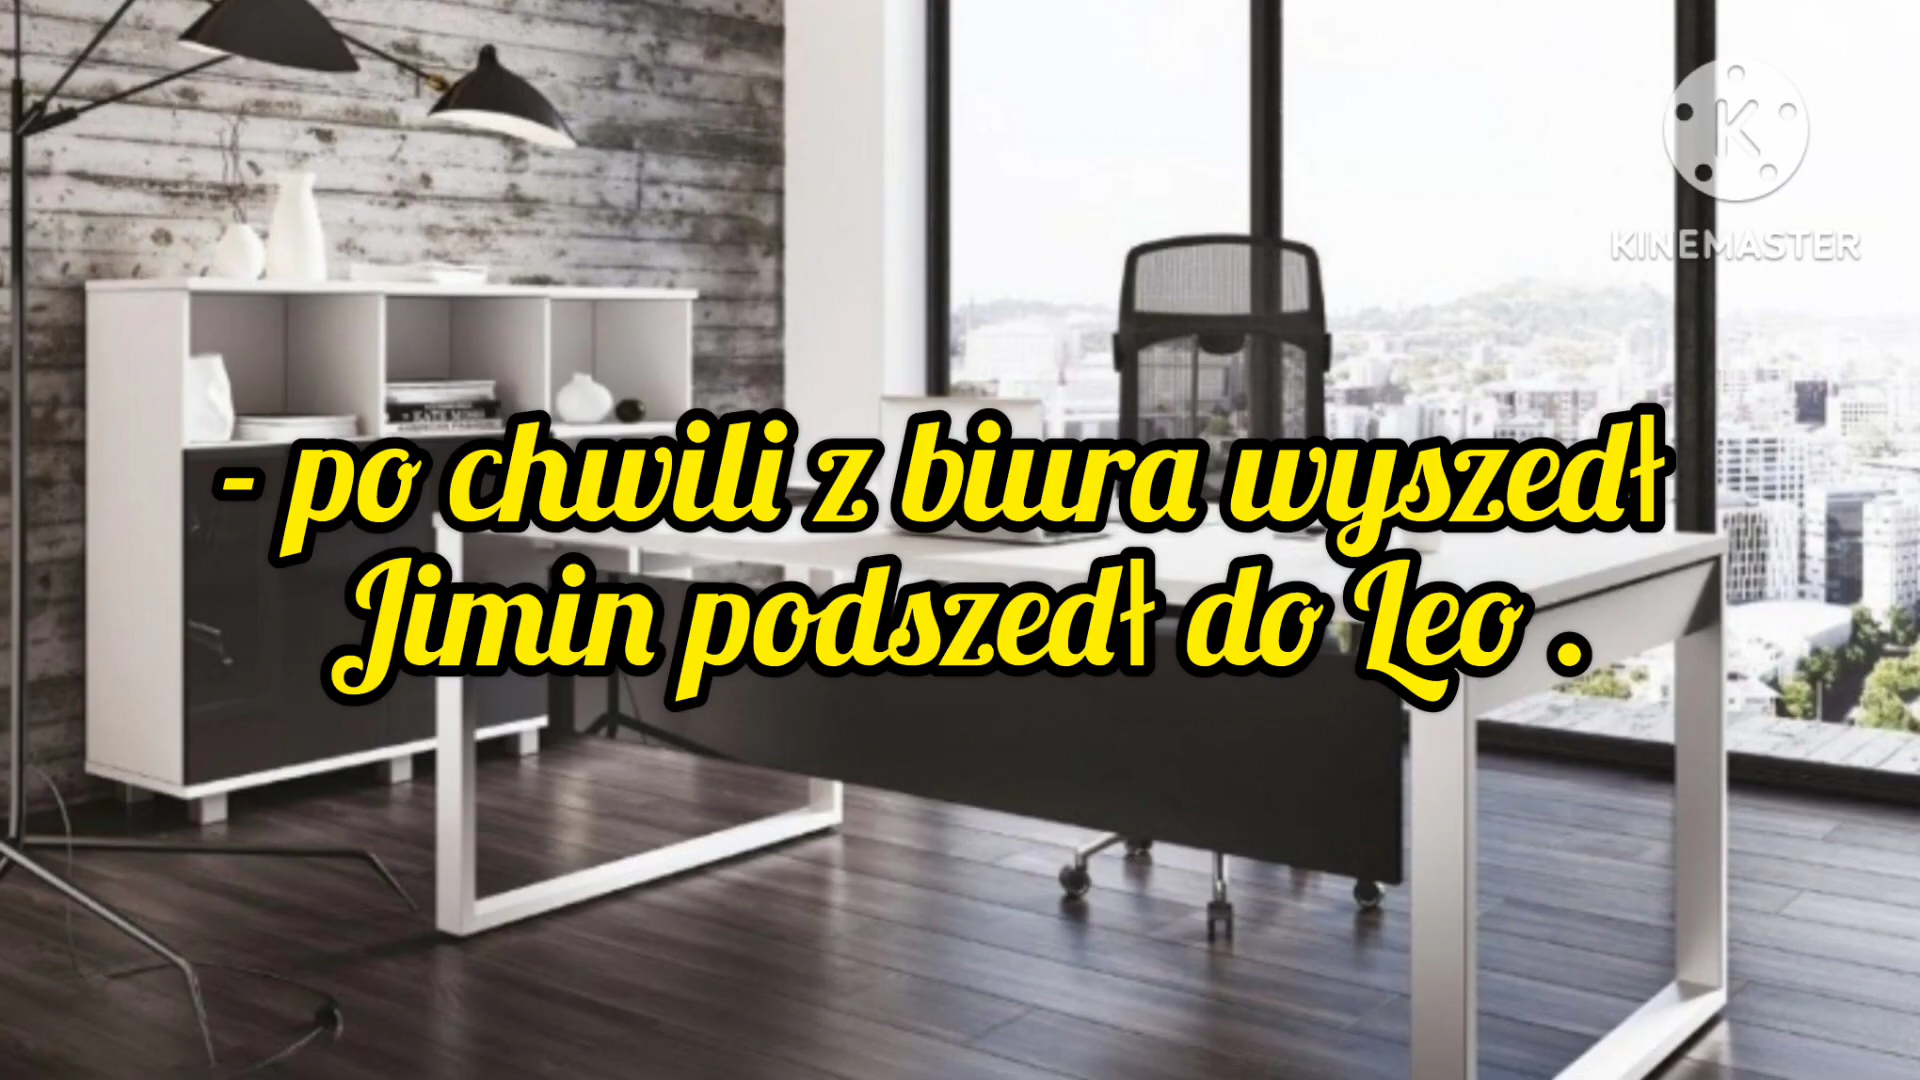 K
KINEMASTER
- po chwili z biura wyszedł
Jimin podszedł do Leo .